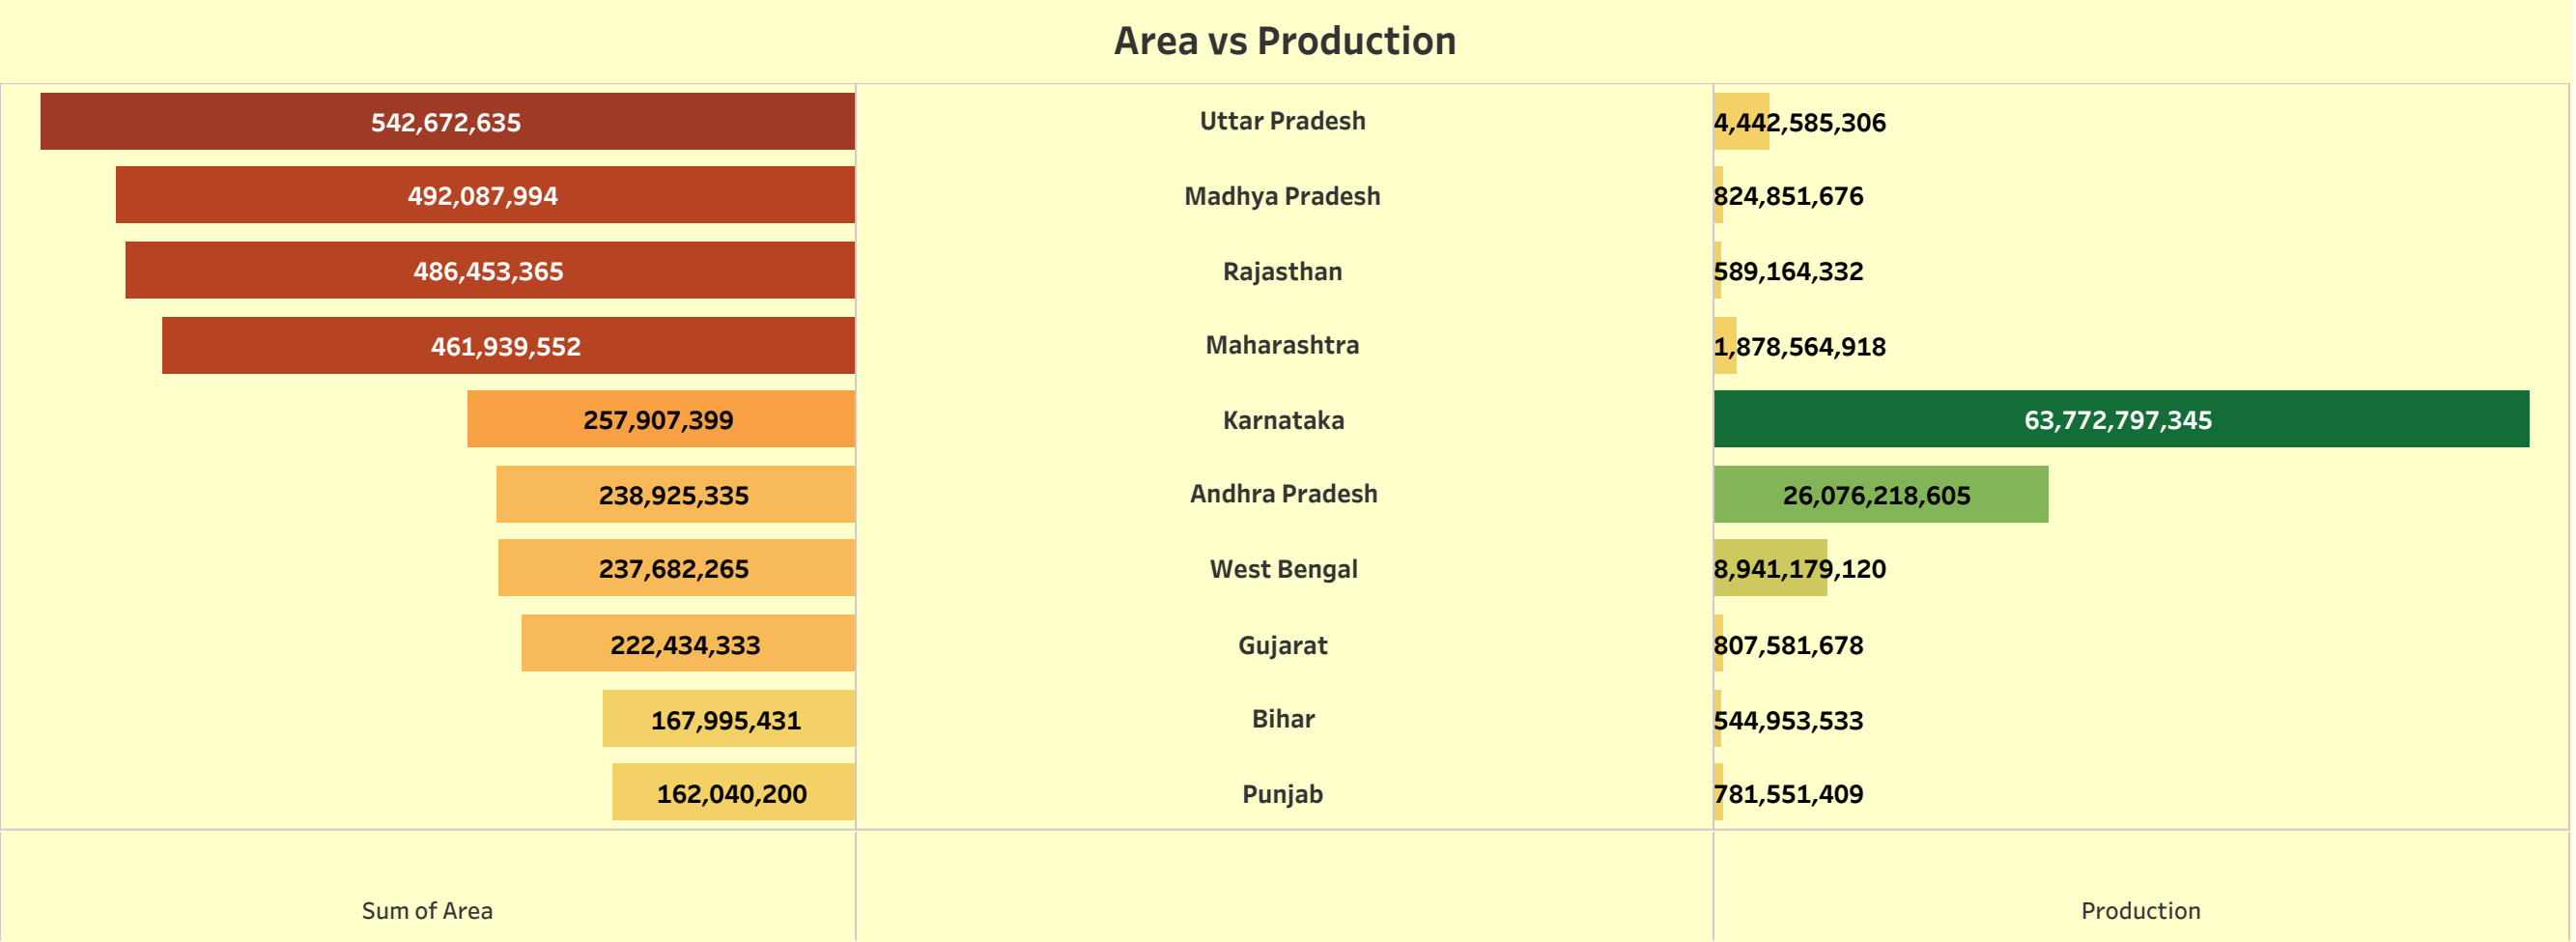 Area vs Production
542,672,635 Uttar Pradesh 4,442,585,306
492,087,994 Madhya Pradesh 824,851,676
486,453,365 Rajasthan 589,164,332
461,939,552 Maharashtra 1,878,564,918
257,907,399 Karnataka 63,772,797,345
238,925,335 Andhra Pradesh 26,076,218,605
237,682,265 West Bengal 8,941,179,120
222,434,333 Gujarat 807,581,678
167,995,431 Bihar 544,953,533
162,040,200 Punjab 781,551,409
Sum of Area Production